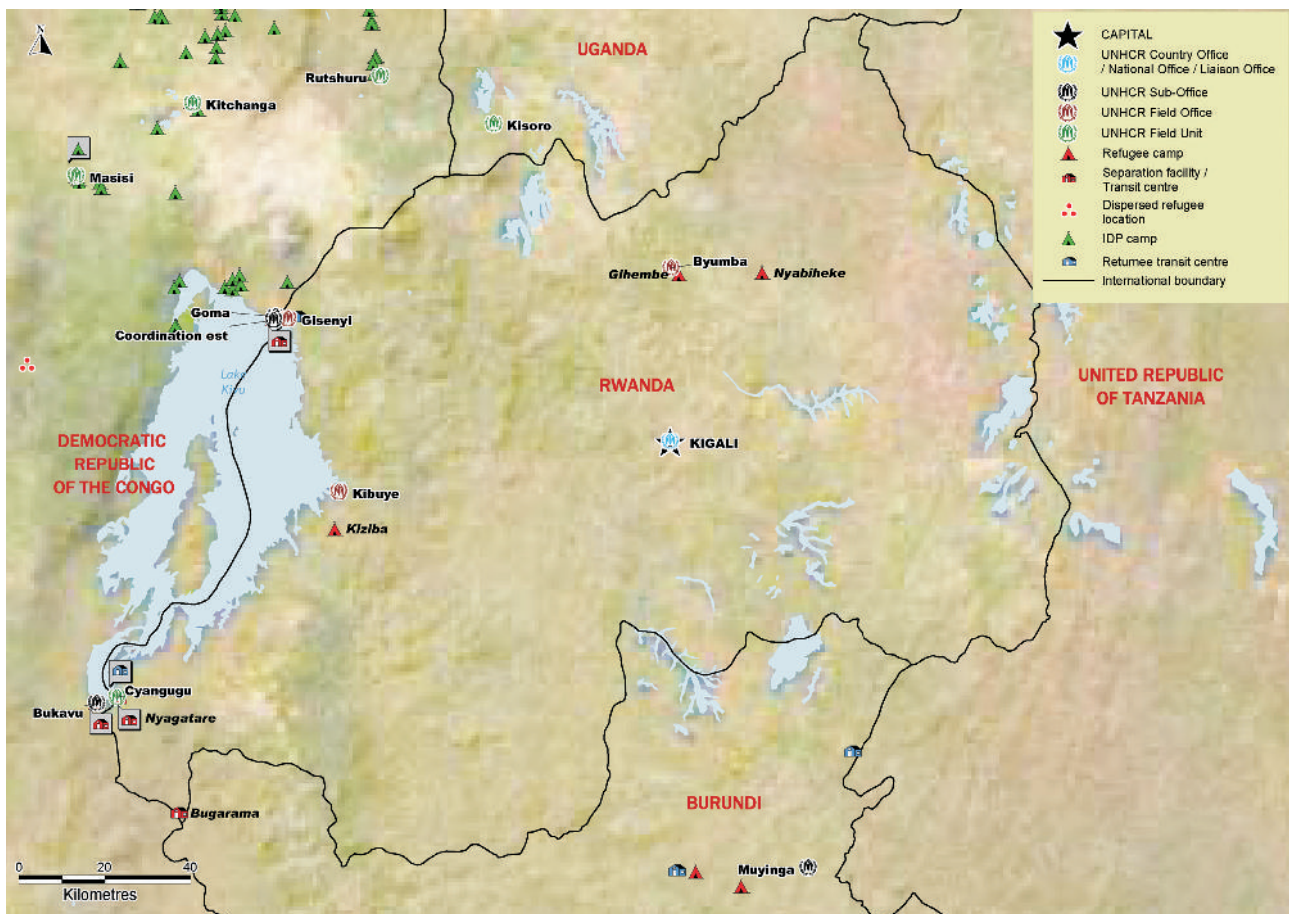 N
UGANDA
Rutshuru
Kitchanga
Kisoro
Masisi
Byumba
Gihembe
Nyabiheke
Goma
Gisenyi
Coordination est
Lake
Kivu
RWANDA
UNITED REPUBLIC
OF TANZANIA
DEMOCRATIC
REPUBLIC
OF THE CONGO
KIGALI
Kibuye
Kiziba
Cyangugu
Bukavu
Nyagatare
BURUNDI
Bugarama
Muyinga
0
20
40
Kilometres
CAPITAL
UNHCR Country Office
/ National Office / Liaison Office
UNHCR Sub-Office
UNHCR Field Office
UNHCR Field Unit
Refugee camp
Separation facility /
Transit centre
Dispersed refugee
location
IDP camp
Returnee transit centre
International boundary